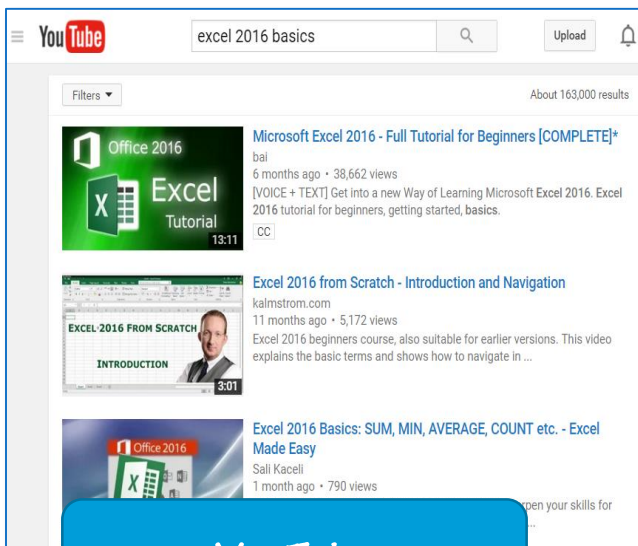 YouTube
excel 2016 basics
Upload
Filters
About 163,000 results
Office 2016
Excel
Tutorial
13:11
Microsoft Excel 2016 - Full Tutorial for Beginners [COMPLETE]*
bai
6 months ago • 38,662 views
[VOICE + TEXT] Get into a new Way of Learning Microsoft Excel 2016. Excel
2016 tutorial for beginners, getting started, basics.
CC
EXCEL 2016 FROM SCRATCH
INTRODUCTION
3:01
Excel 2016 from Scratch - Introduction and Navigation
kalmstrom.com
11 months ago • 5,172 views
Excel 2016 beginners course, also suitable for earlier versions. This video
explains the basic terms and shows how to navigate in ...
Office 2016
Excel 2016 Basics: SUM, MIN, AVERAGE, COUNT etc. - Excel
Made Easy
Sali Kaceli
1 month ago • 790 views
your skills for
...